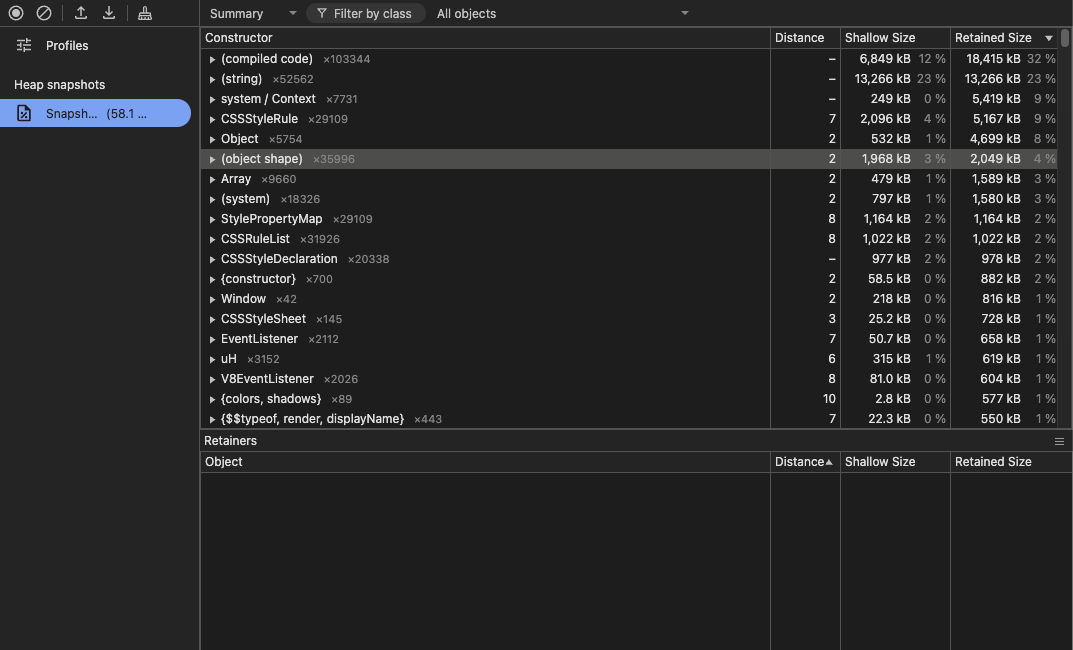 Summary Filter by class All objects
Profiles
Heap snapshots
Snapsh... (58.1 ...
Constructor Distance Shallow Size Retained Size
(compiled code) ×103344 – 6,849 kB 12 % 18,415 kB 32 %
(string) ×52562 – 13,266 kB 23 % 13,266 kB 23 %
system / Context ×7731 – 249 kB 0 % 5,419 kB 9 %
CSSStyleRule ×29109 7 2,096 kB 4 % 5,167 kB 9 %
Object ×5754 2 532 kB 1 % 4,699 kB 8 %
(object shape) ×35996 2 1,968 kB 3 % 2,049 kB 4 %
Array ×9660 2 479 kB 1 % 1,589 kB 3 %
(system) ×18326 2 797 kB 1 % 1,580 kB 3 %
StylePropertyMap ×29109 8 1,164 kB 2 % 1,164 kB 2 %
CSSRuleList ×31926 8 1,022 kB 2 % 1,022 kB 2 %
CSSStyleDeclaration ×20338 – 977 kB 2 % 978 kB 2 %
{constructor} ×700 2 58.5 kB 0 % 882 kB 2 %
Window ×42 2 218 kB 0 % 816 kB 1 %
CSSStyleSheet ×145 3 25.2 kB 0 % 728 kB 1 %
EventListener ×2112 7 50.7 kB 0 % 658 kB 1 %
uH ×3152 6 315 kB 1 % 619 kB 1 %
V8EventListener ×2026 8 81.0 kB 0 % 604 kB 1 %
{colors, shadows} ×89 10 2.8 kB 0 % 577 kB 1 %
{$$typeof, render, displayName} ×443 7 22.3 kB 0 % 550 kB 1 %
Retainers
Object Distance Shallow Size Retained Size